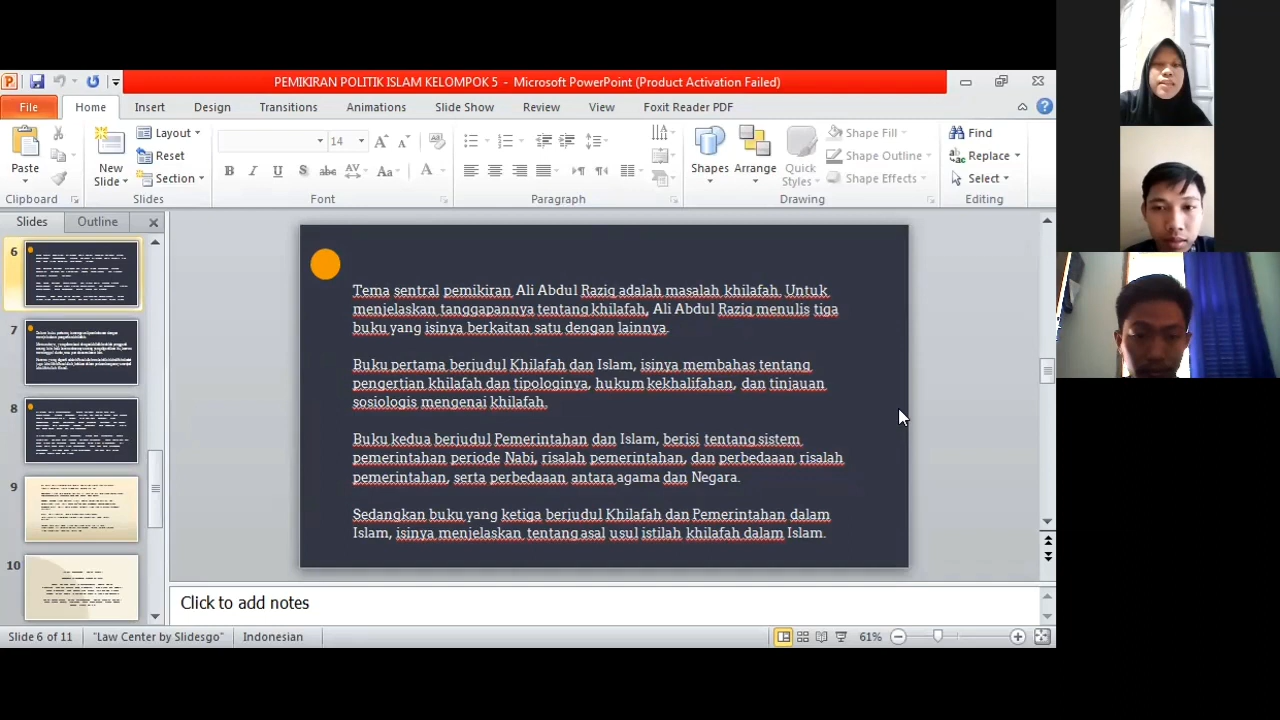 PEMIKIRAN POLITIK ISLAM KELOMPOK 5 - Microsoft PowerPoint (Product Activation Failed)
File Home Insert Design Transitions Animations Slide Show Review View Foxit Reader PDF
Paste
Clipboard
New
Slide
Layout
Reset
Section
Slides
14
Font
Paragraph
Shapes
Arrange
Quick
Styles
Shape Fill
Shape Outline
Shape Effects
Drawing
Find
Replace
Select
Editing
Slides Outline
6
7
8
9
10
Tema sentral pemikiran Ali Abdul Raziq adalah masalah khilafah. Untuk
menjelaskan tanggapannya tentang khilafah, Ali Abdul Raziq menulis tiga
buku yang isinya berkaitan satu dengan lainnya.
Buku pertama berjudul Khilafah dan Islam, isinya membahas tentang
pengertian khilafah dan tipologinya, hukum kekhalifahan, dan tinjauan
sosiologis mengenai khilafah.
Buku kedua berjudul Pemerintahan dan Islam, berisi tentang sistem
pemerintahan periode Nabi, risalah pemerintahan, dan perbedaaan risalah
pemerintahan, serta perbedaan antara agama dan Negara.
Sedangkan buku yang ketiga berjudul Khilafah dan Pemerintahan dalam
Islam, isinya menjelaskan tentang asal usul istilah khilafah dalam Islam.
Click to add notes
Slide 6 of 11 "Law Center by Slidesgo" Indonesian 61%